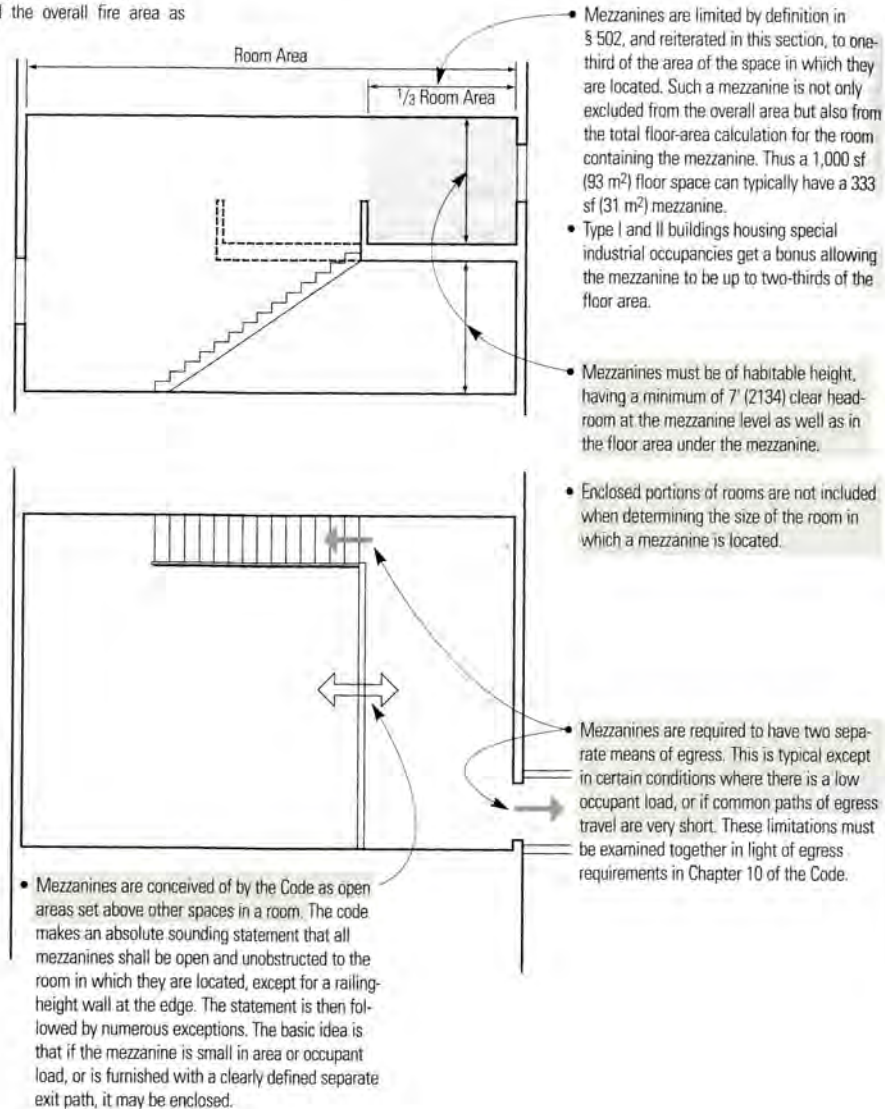 the overall fire area as
Room Area
1/3 Room Area
• Mezzanines are limited by definition in
§ 502, and reiterated in this section, to one-
third of the area of the space in which they
are located. Such a mezzanine is not only
excluded from the overall area but also from
the total floor-area calculation for the room
containing the mezzanine. Thus a 1,000 sf
(93 m²) floor space can typically have a 333
sf (31 m²) mezzanine.
• Type I and II buildings housing special
industrial occupancies get a bonus allowing
the mezzanine to be up to two-thirds of the
floor area.
• Mezzanines must be of habitable height,
having a minimum of 7' (2134) clear head-
room at the mezzanine level as well as in
the floor area under the mezzanine.
• Enclosed portions of rooms are not included
when determining the size of the room in
which a mezzanine is located.
• Mezzanines are required to have two sepa-
rate means of egress. This is typical except
in certain conditions where there is a low
occupant load, or if common paths of egress
travel are very short. These limitations must
be examined together in light of egress
requirements in Chapter 10 of the Code.
• Mezzanines are conceived of by the Code as open
areas set above other spaces in a room. The code
makes an absolute sounding statement that all
mezzanines shall be open and unobstructed to the
room in which they are located, except for a railing-
height wall at the edge. The statement is then fol-
lowed by numerous exceptions. The basic idea is
that if the mezzanine is small in area or occupant
load, or is furnished with a clearly defined separate
exit path, it may be enclosed.